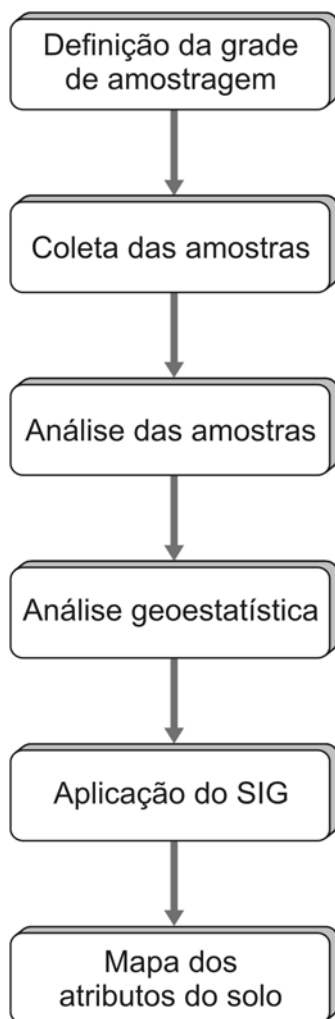 Definição da grade
de amostragem
Coleta das amostras
Análise das amostras
Análise geoestatística
Aplicação do SIG
Mapa dos
atributos do solo